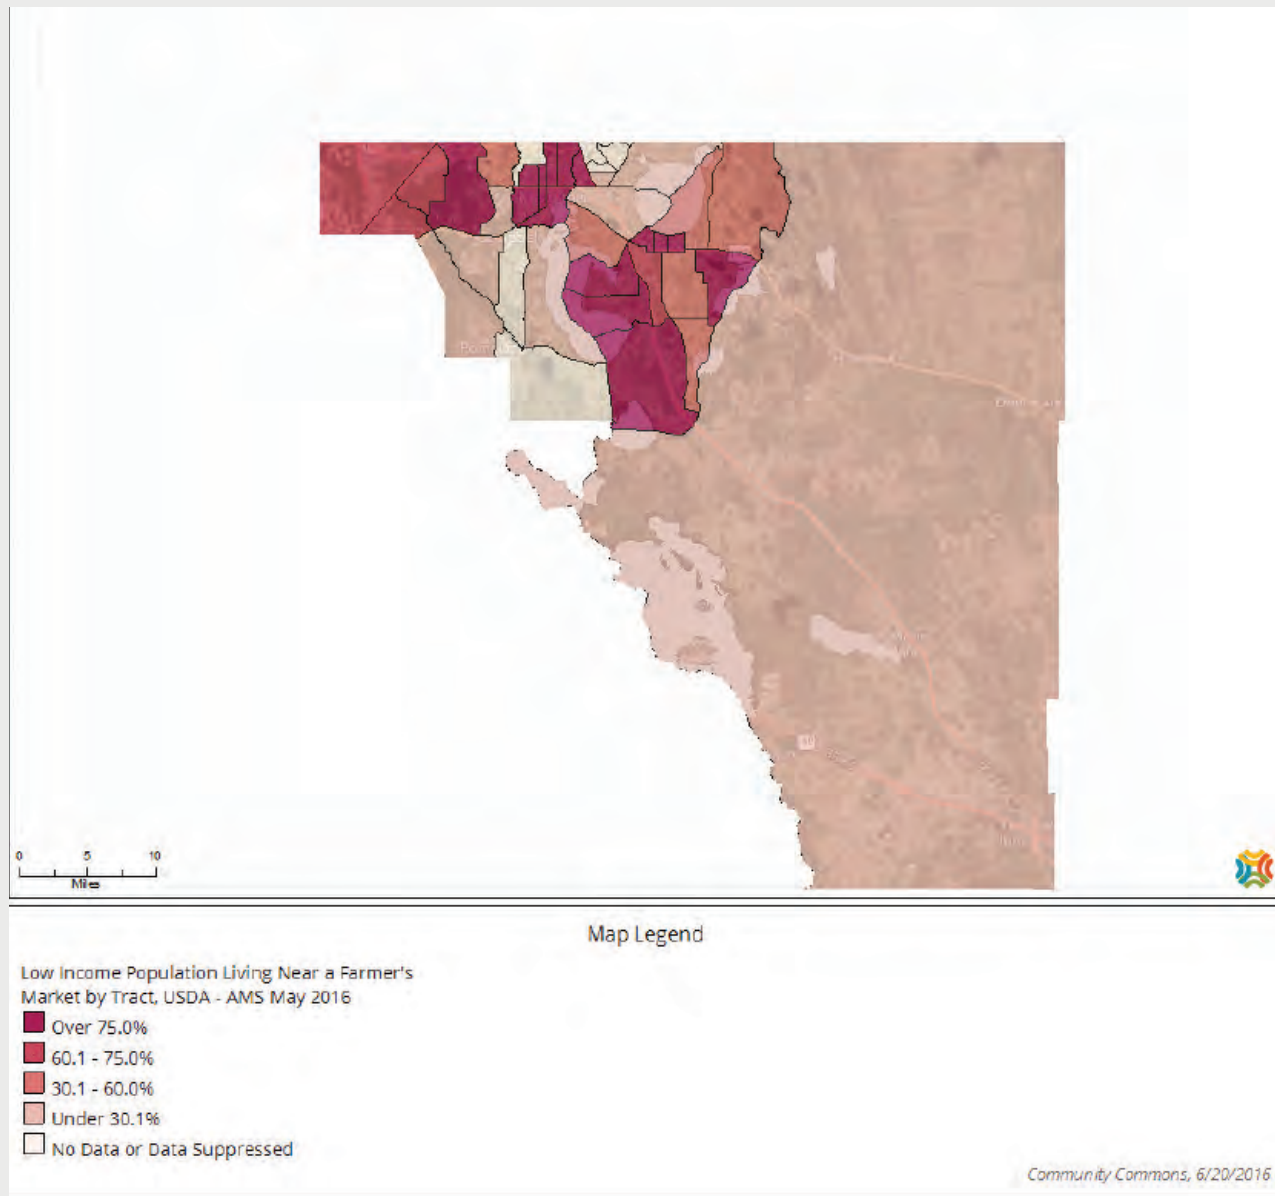 0 5 10
Miles
Map Legend
Low Income Population Living Near a Farmer's
Market by Tract, USDA - AMS May 2016
Over 75.0%
60.1 - 75.0%
30.1 - 60.0%
Under 30.1%
No Data or Data Suppressed
Community Commons, 6/20/2016